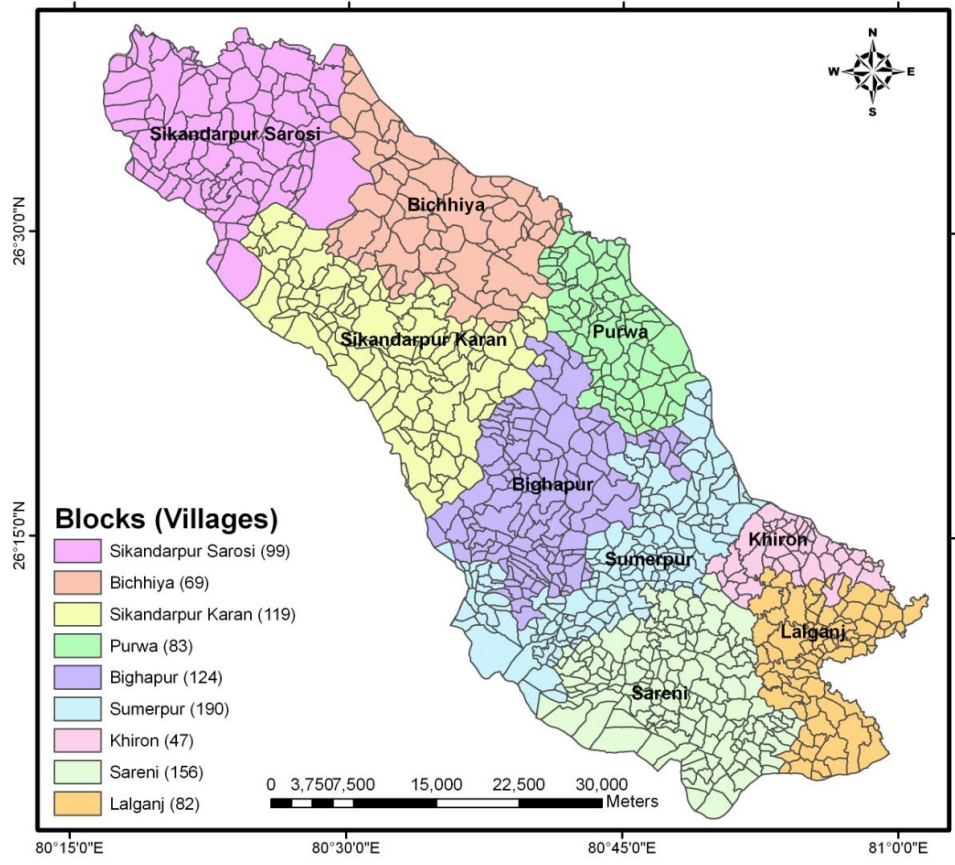 N
W E
S
Sikandarpur Sarosi
Bichhiya
Purwa
Sikandarpur Karan
Bighapur
Khiron
Sumerpur
Lalganj
Sareni
26°30'0"N
26°15'0"N
Blocks (Villages)
Sikandarpur Sarosi (99)
Bichhiya (69)
Sikandarpur Karan (119)
Purwa (83)
Bighapur (124)
Sumerpur (190)
Khiron (47)
Sareni (156)
Lalganj (82)
0 3,7507,500 15,000 22,500 30,000
Meters
80°15'0"E 80°30'0"E 80°45'0"E 81°0'0"E